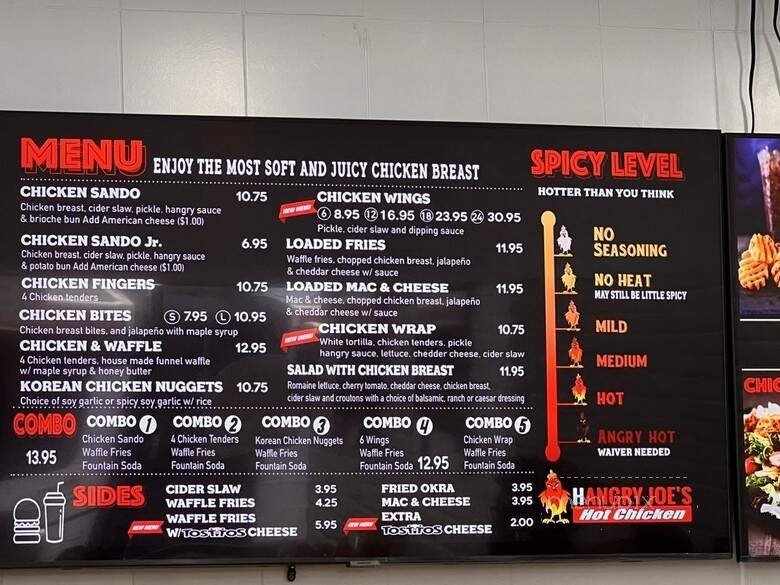 MENU ENJOY THE MOST SOFT AND JUICY CHICKEN BREAST
CHICKEN SANDO 10.75
Chicken breast, cider slaw, pickle, hangry sauce
& brioche bun Add American cheese ($1.00)
CHICKEN SANDO Jr. 6.95
Chicken breast, cider slaw, pickle, hangry sauce
& potato bun Add American cheese ($1.00)
CHICKEN FINGERS 10.75
4 Chicken tenders
CHICKEN BITES S 7.95 L 10.95
Chicken breast bites, and jalapeño with maple syrup
CHICKEN & WAFFLE 12.95
4 Chicken tenders, house made funnel waffle
w/ maple syrup & honey butter
KOREAN CHICKEN NUGGETS 10.75
Choice of soy garlic or spicy soy garlic w/ rice
NEW MENU
CHICKEN WINGS
6 8.95 12 16.95 18 23.95 24 30.95
Pickle, cider slaw and dipping sauce
LOADED FRIES 11.95
Waffle fries, chopped chicken breast, jalapeño
& cheddar cheese w/ sauce
LOADED MAC & CHEESE 11.95
Mac & cheese, chopped chicken breast, jalapeño
& cheddar cheese w/ sauce
NEW MENU
CHICKEN WRAP 10.75
White tortilla, chicken tenders, pickle
hangry sauce, lettuce, chedder cheese, cider slaw
SALAD WITH CHICKEN BREAST 11.95
Romaine lettuce, cherry tomato, cheddar cheese, chicken breast,
cider slaw and croutons with a choice of balsamic, ranch or caesar dressing
SPICY LEVEL
HOTTER THAN YOU THINK
NO
SEASONING
NO HEAT
MAY STILL BE LITTLE SPICY
MILD
MEDIUM
HOT
ANGRY HOT
WAIVER NEEDED
COMBO
13.95
COMBO 1
Chicken Sando
Waffle Fries
Fountain Soda
COMBO 2
4 Chicken Tenders
Waffle Fries
Fountain Soda
COMBO 3
Korean Chicken Nuggets
Waffle Fries
Fountain Soda
COMBO 4
6 Wings
Waffle Fries
Fountain Soda 12.95
COMBO 5
Chicken Wrap
Waffle Fries
Fountain Soda
SIDES
CIDER SLAW 3.95
WAFFLE FRIES 4.25
NEW MENU
WAFFLE FRIES
W/ TOSTITOS CHEESE 5.95
FRIED OKRA 3.95
MAC & CHEESE 3.95
NEW MENU
EXTRA
TOSTITOS CHEESE 2.00
HANGRY JOE'S
Hot Chicken
CHIC